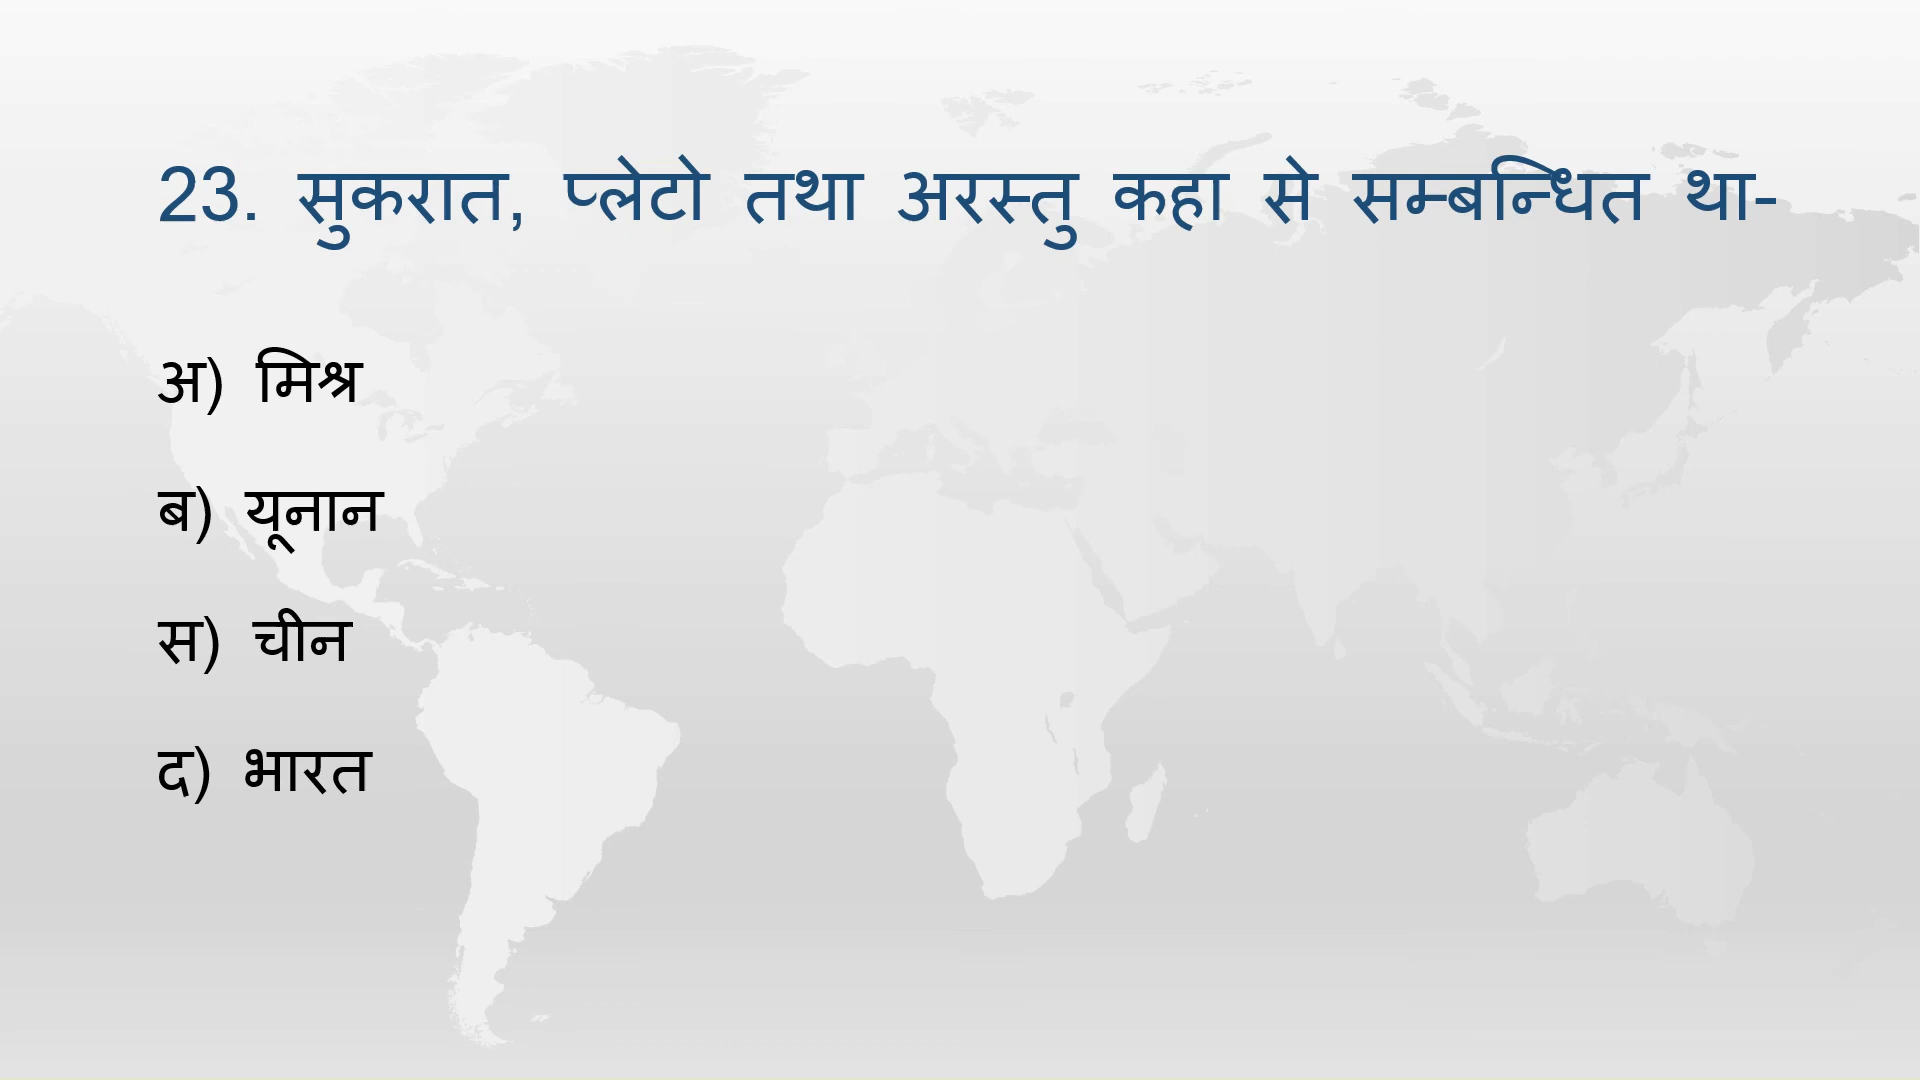 23. सुकरात, प्लेटो तथा अरस्तु कहा से सम्बन्धित था-
अ) मिश्र
ब) यूनान
स) चीन
द) भारत